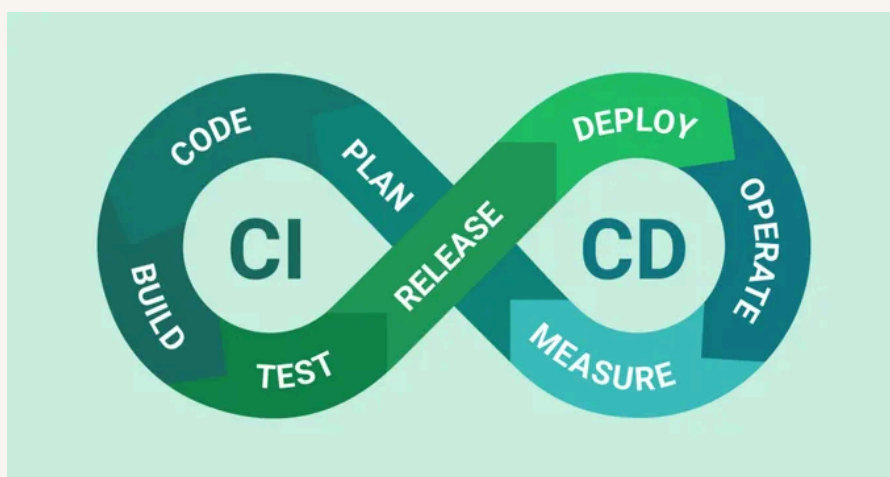 CODE
PLAN
DEPLOY
OPERATE
CI
CD
RELEASE
BUILD
TEST
MEASURE